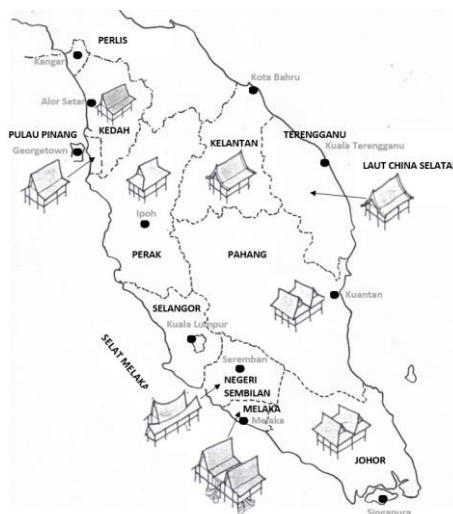 PERLIS
Kangar
Kota Bahru
Alor Setar
PULAU PINANG
KEDAH
KELANTAN
TERENGGANU
Georgetown
Kuala Terengganu
LAUT CHINA SELATAN
Ipoh
PERAK
PAHANG
SELANGOR
Kuantan
Kuala Lumpur
SELAT MELAKA
Seremban
NEGERI
SEMBILAN
MELAKA
Melaka
JOHOR
Singapura